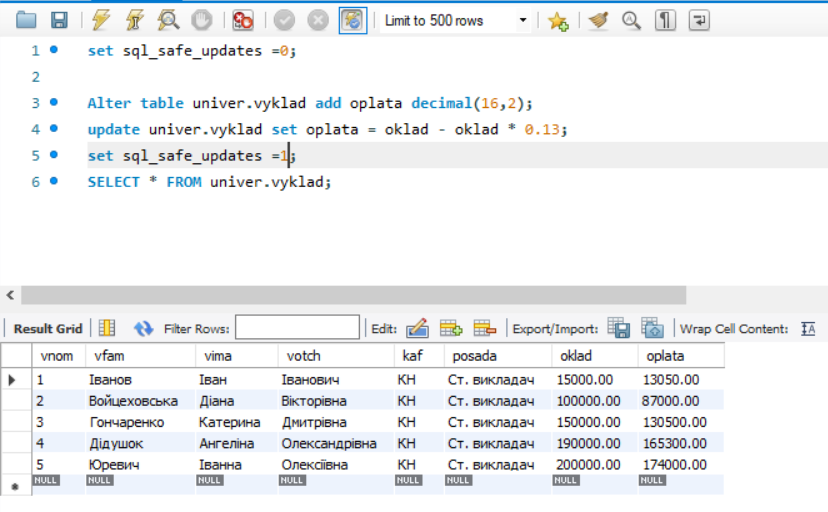 Limit to 500 rows
1 set sql_safe_updates =0;
2
3 Alter table univer.vyklad add oplata decimal(16,2);
4 update univer.vyklad set oplata = oklad - oklad * 0.13;
5 set sql_safe_updates =1;
6 SELECT * FROM univer.vyklad;
Result Grid Filter Rows: Edit: Export/Import: Wrap Cell Content: IA
vnom vfam vima votch kaf posada oklad oplata
1 Іванов Іван Іванович КН Ст. викладач 15000.00 13050.00
2 Войцеховська Діана Вікторівна КН Ст. викладач 100000.00 87000.00
3 Гончаренко Катерина Дмитрівна КН Ст. викладач 150000.00 130500.00
4 Дідушок Ангеліна Олександрівна КН Ст. викладач 190000.00 165300.00
5 Юревич Іванна Олексіївна КН Ст. викладач 200000.00 174000.00
NULL NULL NULL NULL NULL NULL NULL NULL